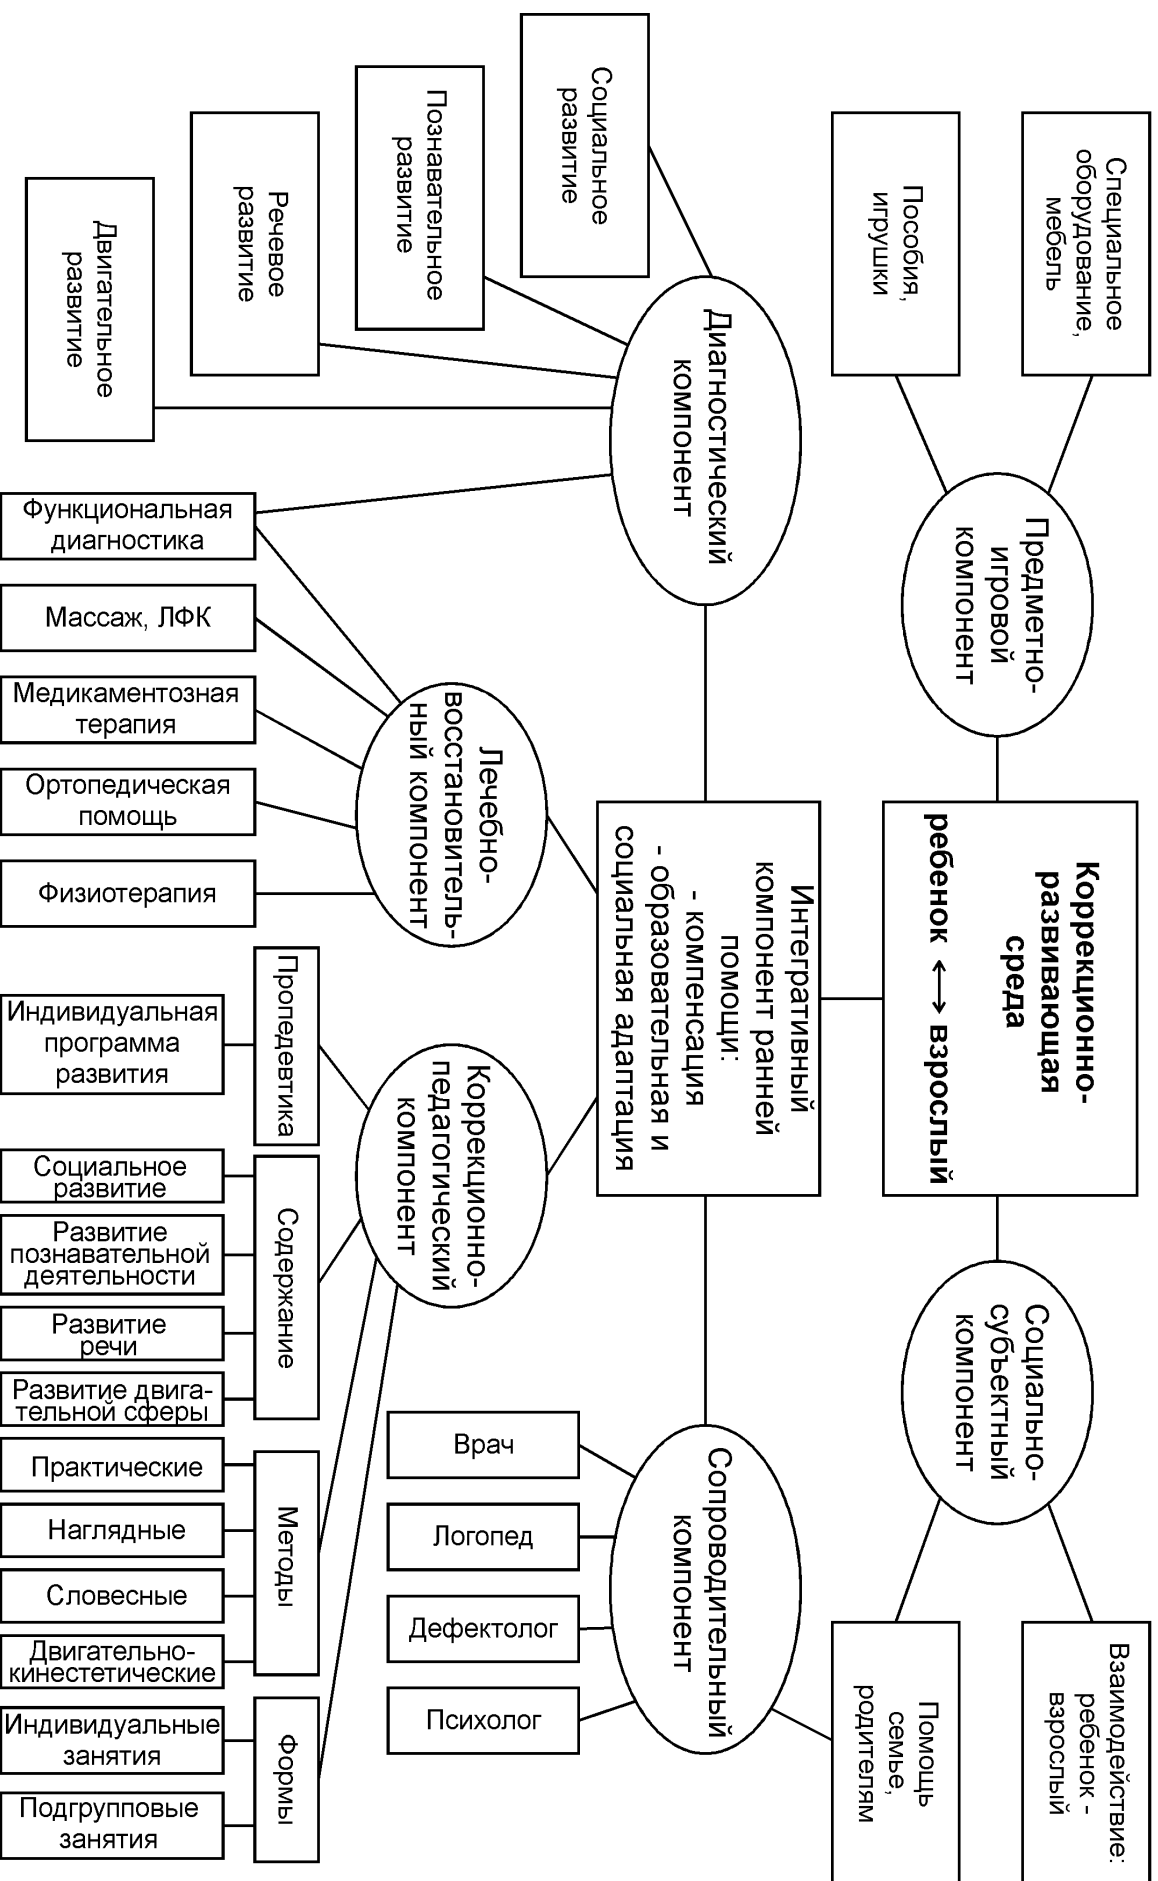 Коррекционно-
развивающая
среда
ребенок ⟷ взрослый
Предметно-
игровой
компонент
Специальное
оборудование,
мебель
Пособия,
игрушки
Социально-
субъектный
компонент
Взаимодействие:
ребенок -
взрослый
Помощь
семье,
родителям
Интегративный
компонент ранней
помощи:
- компенсация
- образовательная и
социальная адаптация
Диагностический
компонент
Социальное
развитие
Познавательное
развитие
Речевое
развитие
Двигательное
развитие
Функциональная
диагностика
Лечебно-
восстановитель-
ный компонент
Массаж, ЛФК
Медикаментозная
терапия
Ортопедическая
помощь
Физиотерапия
Коррекционно-
педагогический
компонент
Пропедевтика
Индивидуальная
программа
развития
Содержание
Социальное
развитие
Развитие
познавательной
деятельности
Развитие
речи
Развитие двига-
тельной сферы
Методы
Практические
Наглядные
Словесные
Двигательно-
кинестетические
Формы
Индивидуальные
занятия
Подгрупповые
занятия
Сопроводительный
компонент
Врач
Логопед
Дефектолог
Психолог